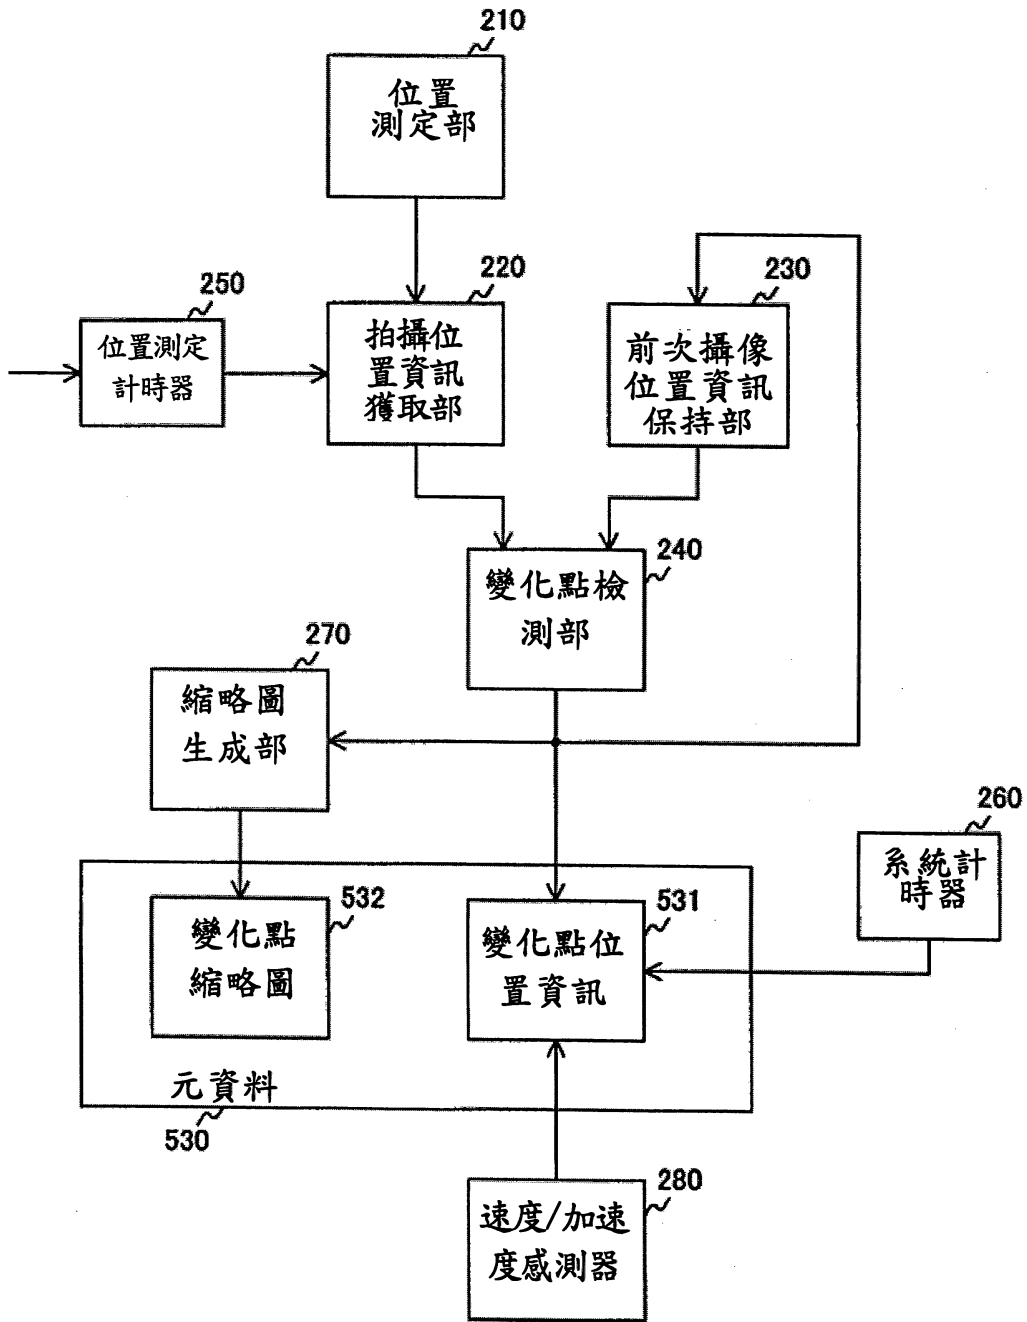 210
位置
測定部
250
位置測定
計時器
220
拍攝位
置資訊
獲取部
230
前次攝像
位置資訊
保持部
240
變化點檢
測部
270
縮略圖
生成部
260
系統計
時器
532
變化點
縮略圖
531
變化點位
置資訊
元資料
530
280
速度/加速
度感測器